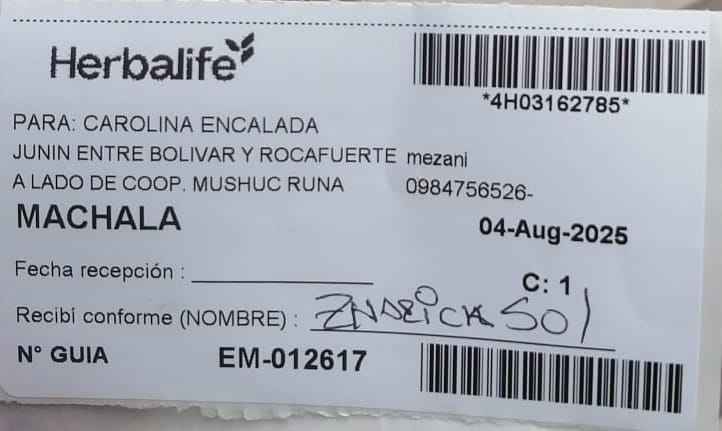 Herbalife
*4H03162785*
PARA: CAROLINA ENCALADA
JUNIN ENTRE BOLIVAR Y ROCAFUERTE mezani
A LADO DE COOP. MUSHUC RUNA 0984756526-
MACHALA 04-Aug-2025
Fecha recepción :
C: 1
Recibí conforme (NOMBRE) : Sol
N° GUIA EM-012617